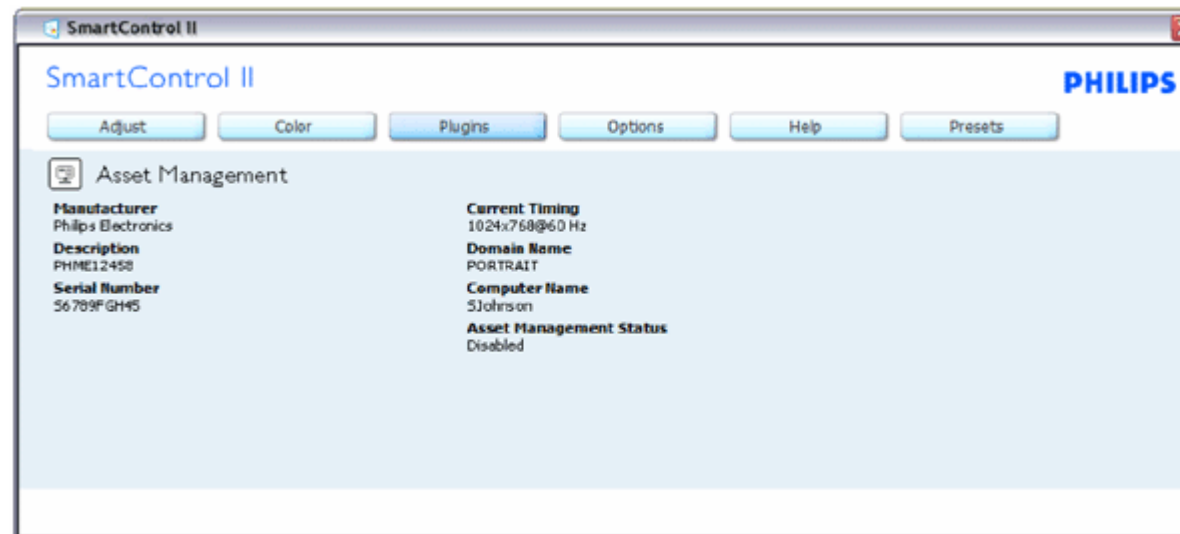 SmartControl II
SmartControl II
PHILIPS
Adjust Color Plugins Options Help Presets
Asset Management
Manufacturer
Philips Electronics
Description
PHME12458
Serial Number
56789FGH45
Current Timing
1024x768@60 Hz
Domain Name
PORTRAIT
Computer Name
SJohnson
Asset Management Status
Disabled